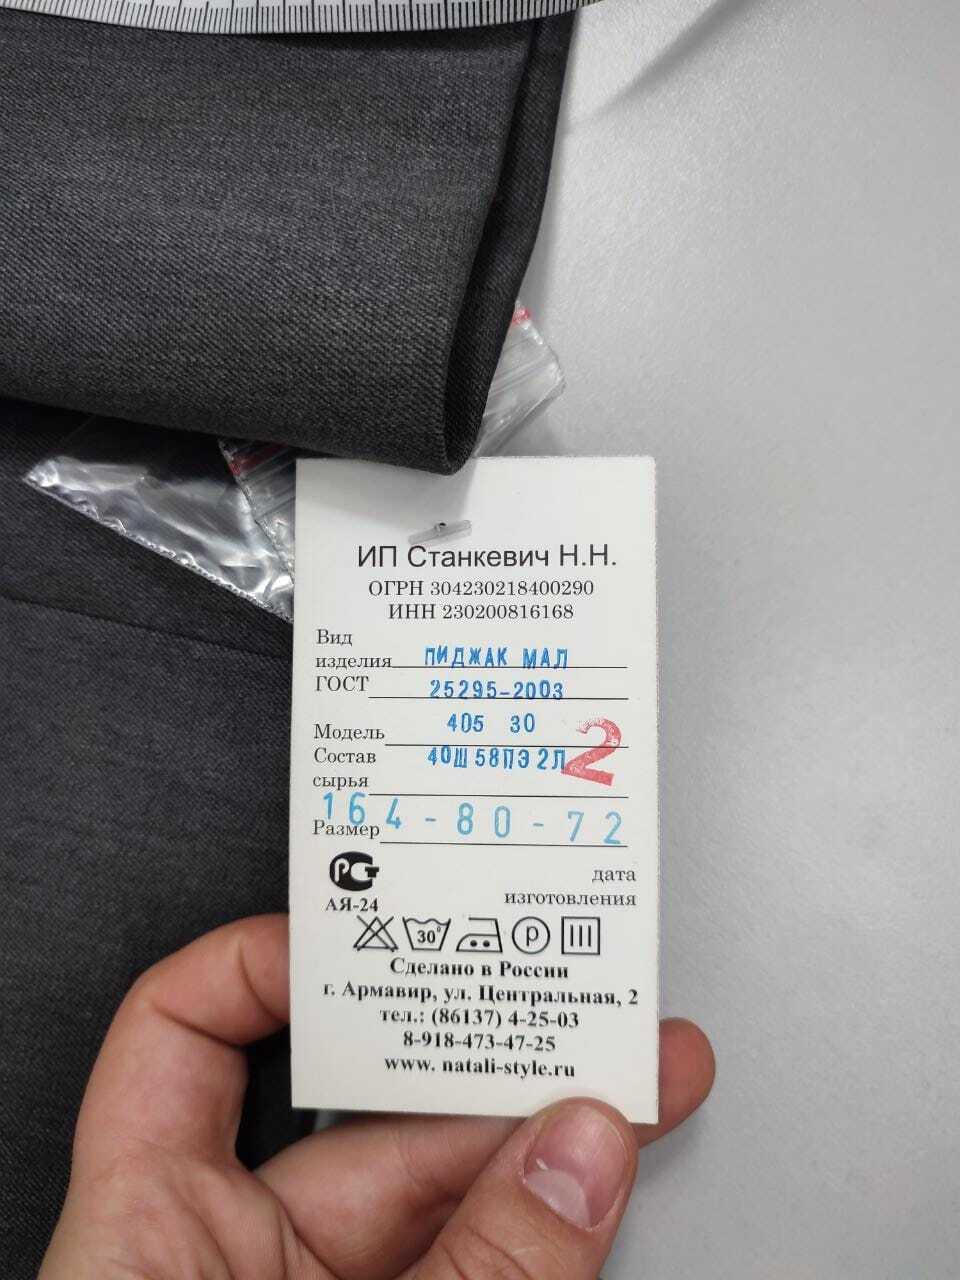 ИП Станкевич Н.Н.
ОГРН 304230218400290
ИНН 230200816168
Вид
изделия ПИДЖАК МАЛ
ГОСТ 25295-2003
Модель 405 30
Состав 40Ш 58ПЭ 2Л 2
сырья
Размер 164-80-72
РСТ
АЯ-24
дата
изготовления
30° P
Сделано в России
г. Армавир, ул. Центральная, 2
тел.: (86137) 4-25-03
8-918-473-47-25
www. natali-style.ru